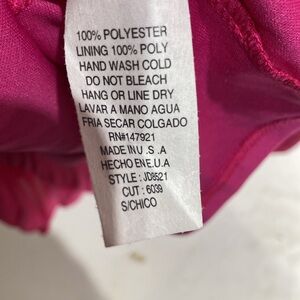 100% POLYESTER
LINING 100% POLY
HAND WASH COLD
DO NOT BLEACH
HANG OR LINE DRY
LAVAR A MANO AGUA
FRIA SECAR COLGADO
RN#147921
MADE IN U .S .A
HECHO EN E.U.A
STYLE : JD8521
CUT : 6039
S/CHICO